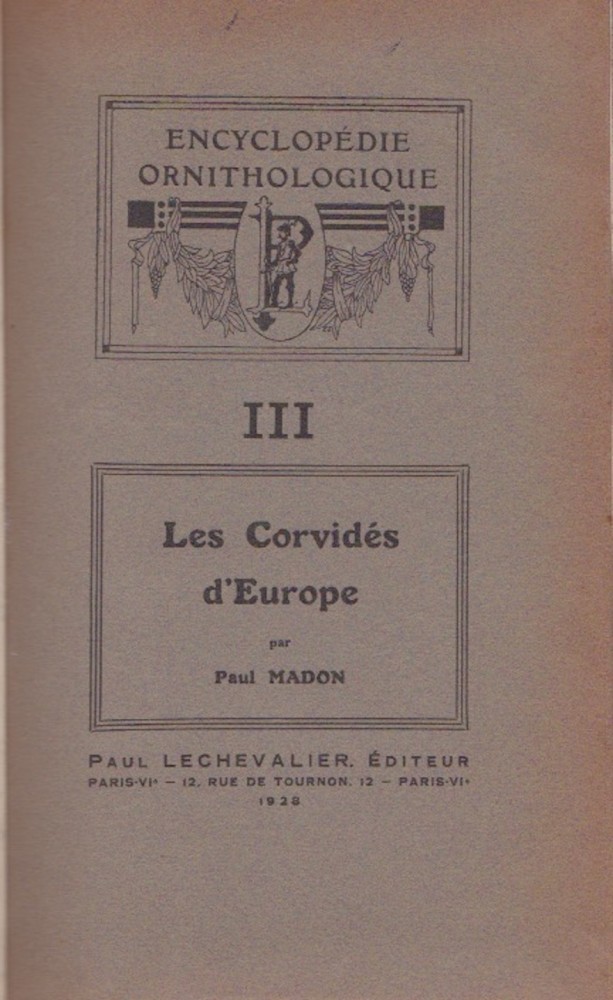 ENCYCLOPÉDIE
ORNITHOLOGIQUE
III
Les Corvidés
d'Europe
par
Paul MADON
PAUL LECHEVALIER, ÉDITEUR
PARIS-VIᵉ — 12, RUE DE TOURNON, 12 — PARIS-VIᵉ
1928